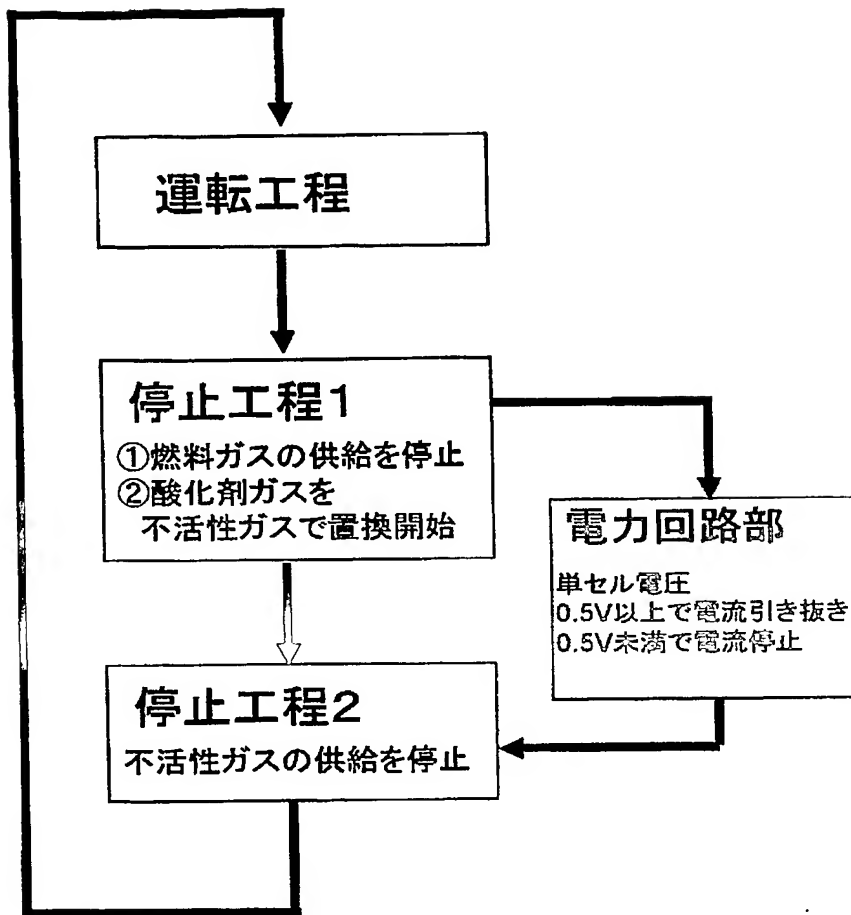 運転工程
停止工程1
①燃料ガスの供給を停止
②酸化剤ガスを
不活性ガスで置換開始
電力回路部
単セル電圧
0.5V以上で電流引き抜き
0.5V未満で電流停止
停止工程2
不活性ガスの供給を停止